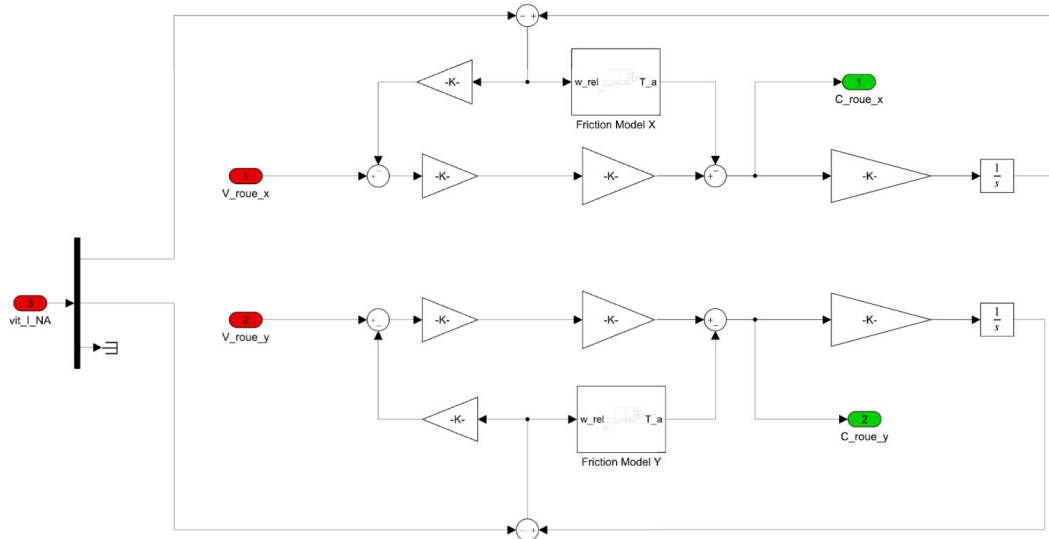 - +
-K-
w_rel
T_a
Friction Model X
1
C_roue_x
1
V_roue_x
+ -
-K-
-K-
+ -
-K-
1
s
3
vit_I_NA
2
V_roue_y
+ -
-K-
-K-
+ -
-K-
1
s
-K-
w_rel
T_a
Friction Model Y
2
C_roue_y
- +